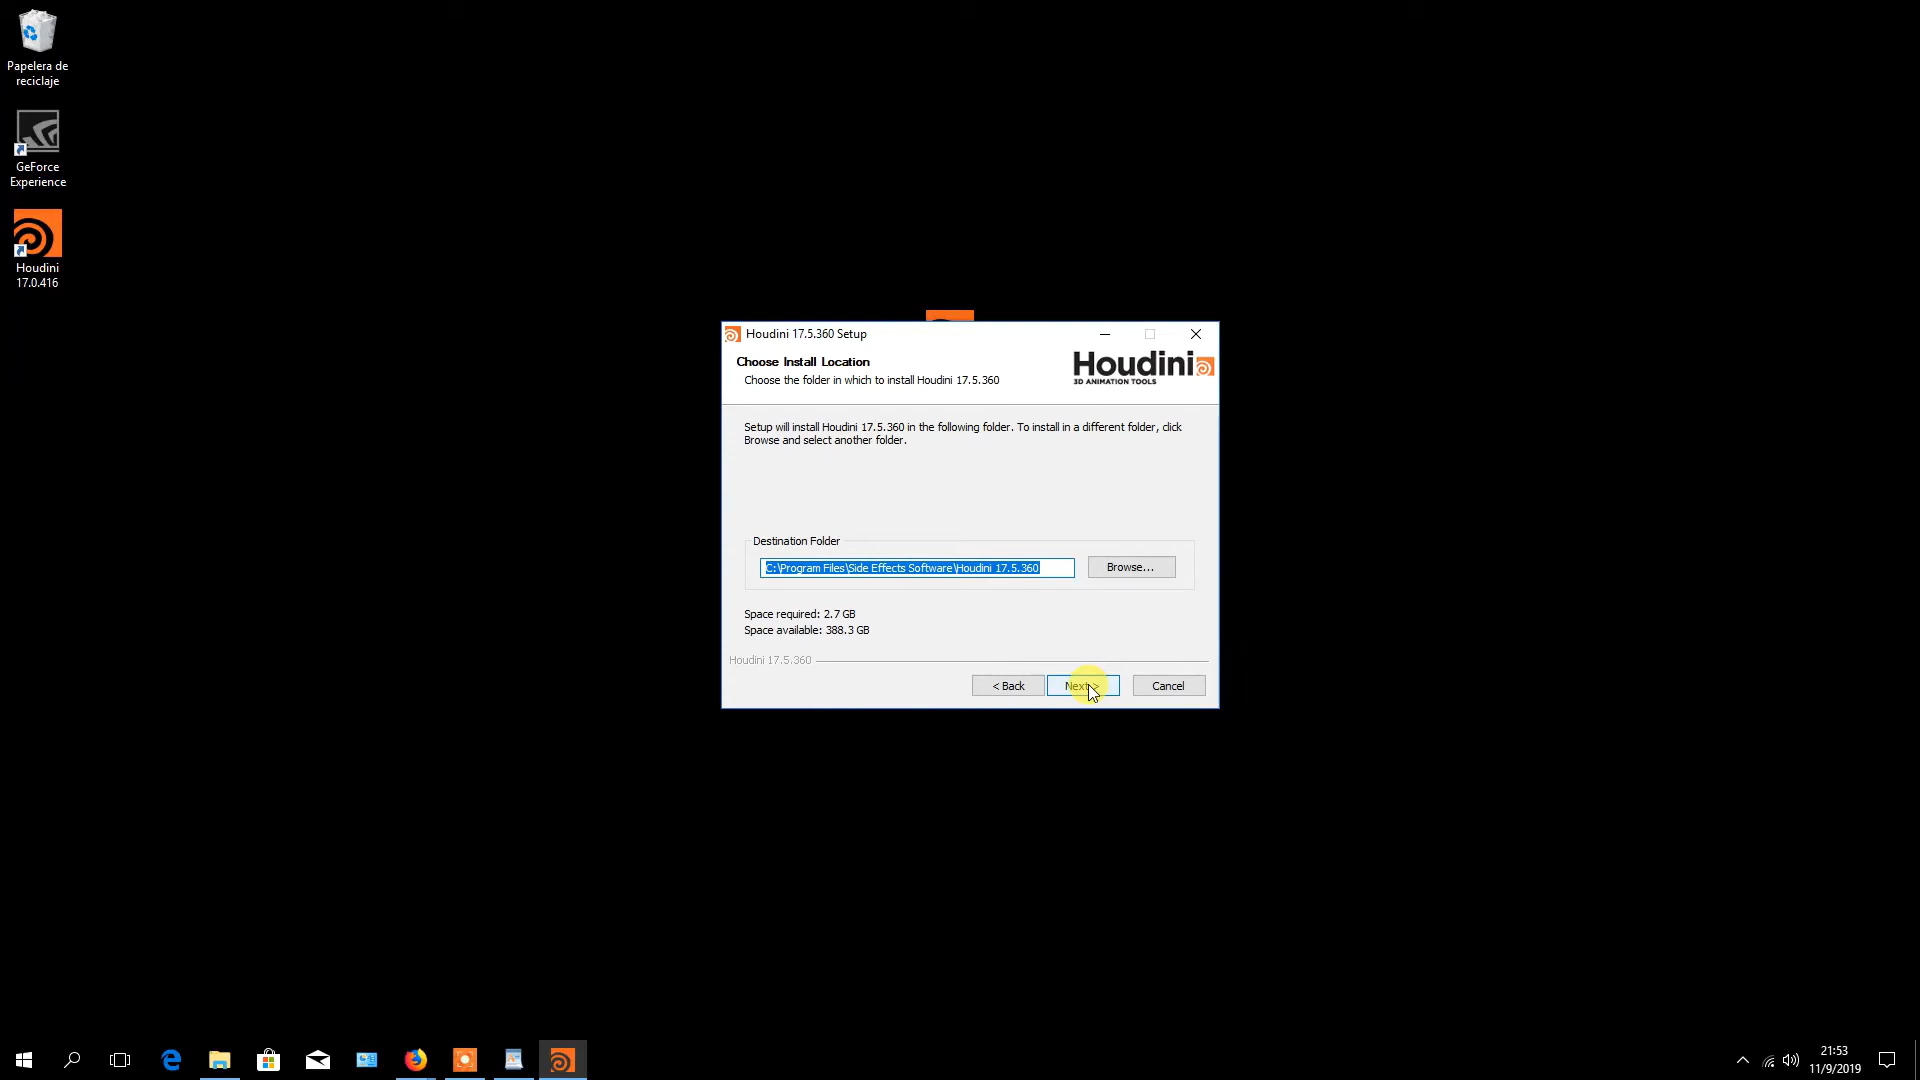 Papelera de
reciclaje
GeForce
Experience
Houdini
17.0.416
Houdini 17.5.360 Setup
Choose Install Location
Choose the folder in which to install Houdini 17.5.360
Houdini
3D ANIMATION TOOLS
Setup will install Houdini 17.5.360 in the following folder. To install in a different folder, click
Browse and select another folder.
Destination Folder
C:\Program Files\Side Effects Software\Houdini 17.5.360
Browse...
Space required: 2.7 GB
Space available: 388.3 GB
Houdini 17.5.360
< Back
Next >
Cancel
21:53
11/9/2019